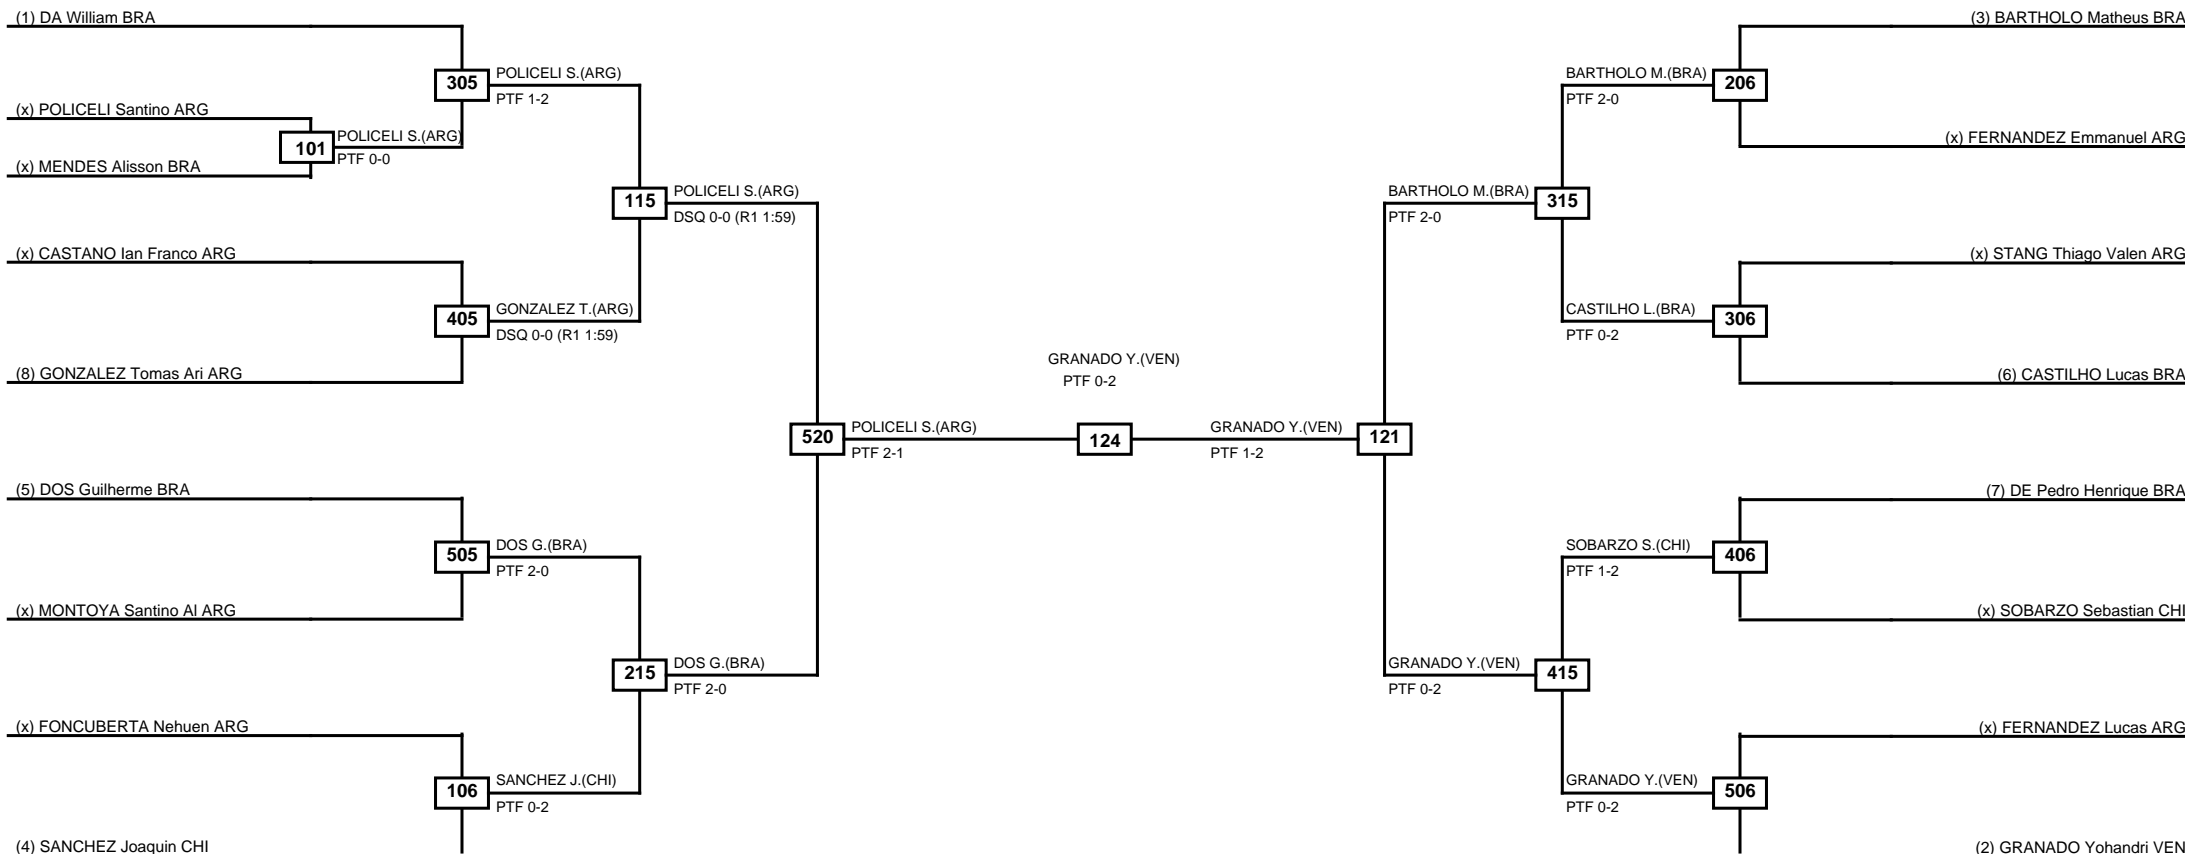 (1) DA William BRA
(3) BARTHOLO Matheus BRA
305
POLICELI S.(ARG)
PTF 1-2
BARTHOLO M.(BRA)
PTF 2-0
206
(x) POLICELI Santino ARG
101
POLICELI S.(ARG)
PTF 0-0
(x) MENDES Alisson BRA
(x) FERNANDEZ Emmanuel ARG
115
POLICELI S.(ARG)
DSQ 0-0 (R1 1:59)
BARTHOLO M.(BRA)
PTF 2-0
315
(x) CASTANO Ian Franco ARG
(x) STANG Thiago Valen ARG
405
GONZALEZ T.(ARG)
DSQ 0-0 (R1 1:59)
CASTILHO L.(BRA)
PTF 0-2
306
(8) GONZALEZ Tomas Ari ARG
GRANADO Y.(VEN)
PTF 0-2
(6) CASTILHO Lucas BRA
520
POLICELI S.(ARG)
PTF 2-1
124
GRANADO Y.(VEN)
PTF 1-2
121
(5) DOS Guilherme BRA
(7) DE Pedro Henrique BRA
505
DOS G.(BRA)
PTF 2-0
SOBARZO S.(CHI)
PTF 1-2
406
(x) MONTOYA Santino Al ARG
(x) SOBARZO Sebastian CHI
215
DOS G.(BRA)
PTF 2-0
GRANADO Y.(VEN)
PTF 0-2
415
(x) FONCUBERTA Nehuen ARG
(x) FERNANDEZ Lucas ARG
106
SANCHEZ J.(CHI)
PTF 0-2
GRANADO Y.(VEN)
PTF 0-2
506
(4) SANCHEZ Joaquin CHI
(2) GRANADO Yohandri VEN